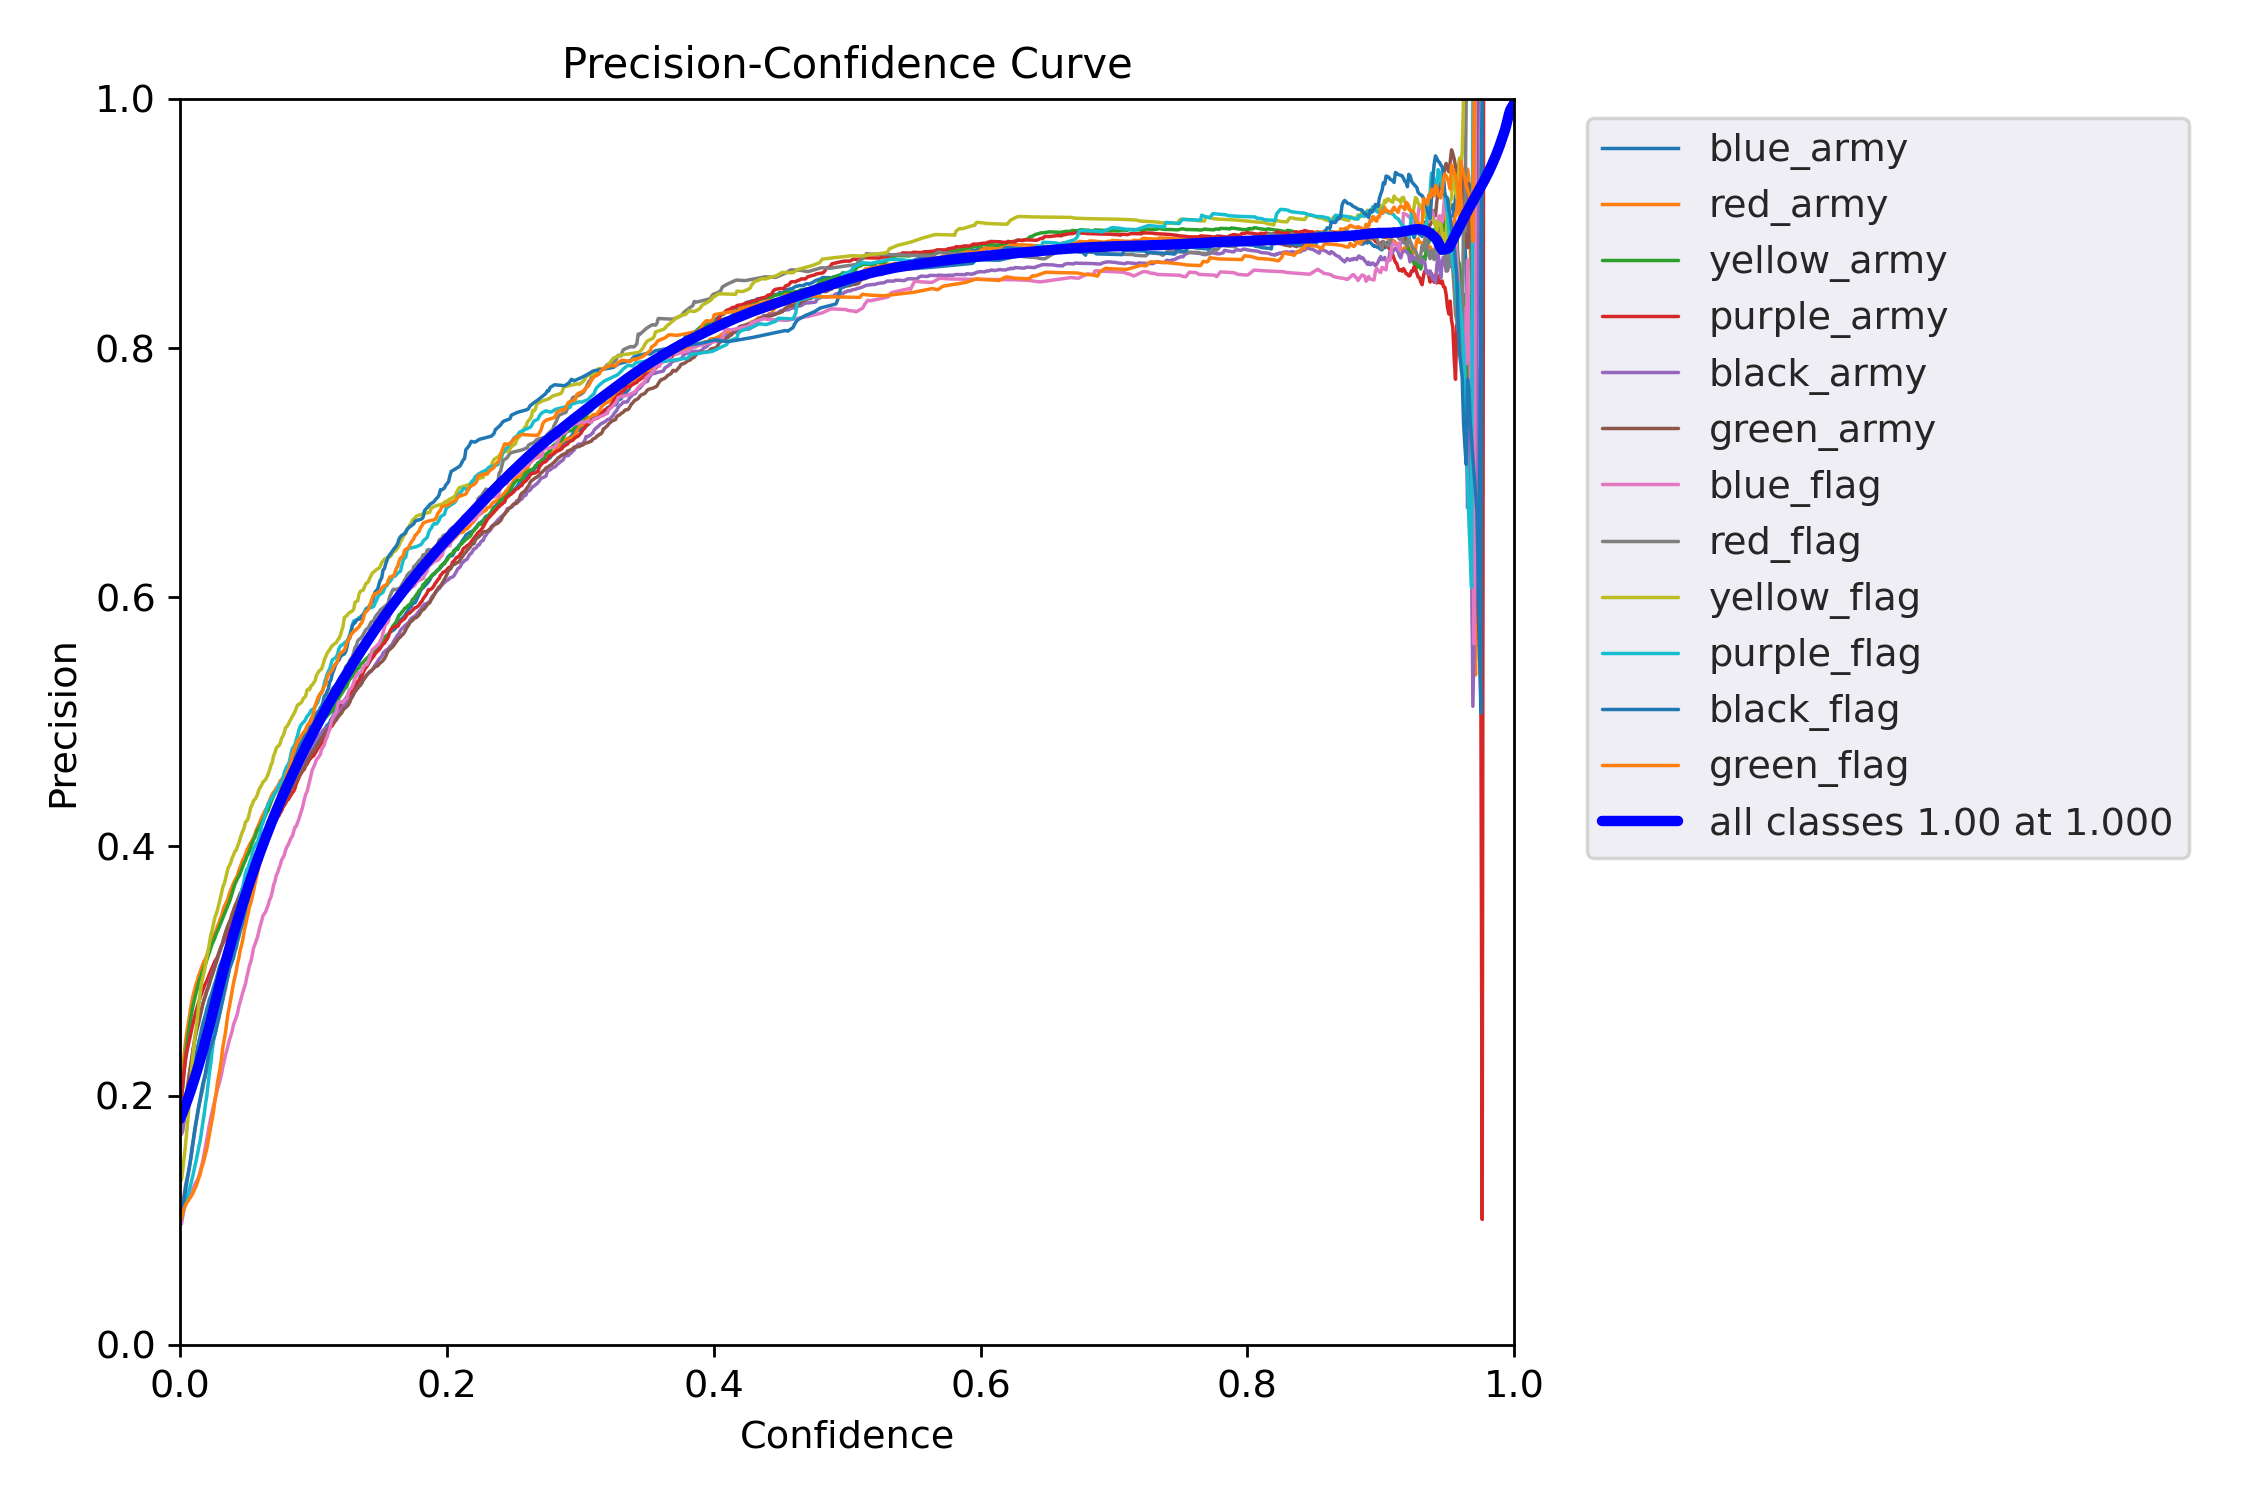 Precision-Confidence Curve
1.0
0.8
0.6
0.4
0.2
0.0
Precision
0.0 0.2 0.4 0.6 0.8 1.0
Confidence
blue_army
red_army
yellow_army
purple_army
black_army
green_army
blue_flag
red_flag
yellow_flag
purple_flag
black_flag
green_flag
all classes 1.00 at 1.000